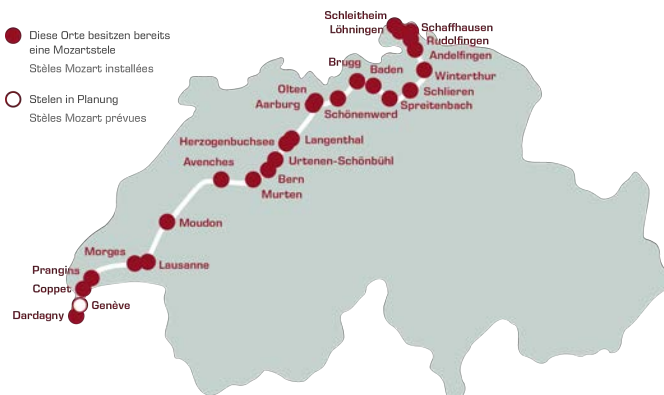 Diese Orte besitzen bereits
eine Mozartstele
Stèles Mozart installées
Stelen in Planung
Stèles Mozart prévues
Schleitheim
Löhningen
Schaffhausen
Rudolfingen
Andelfingen
Brugg
Baden
Winterthur
Olten
Schlieren
Aarburg
Spreitenbach
Schönenwerd
Herzogenbuchsee
Langenthal
Avenches
Urtenen-Schönbühl
Bern
Murten
Moudon
Morges
Lausanne
Prangins
Coppet
Genève
Dardagny